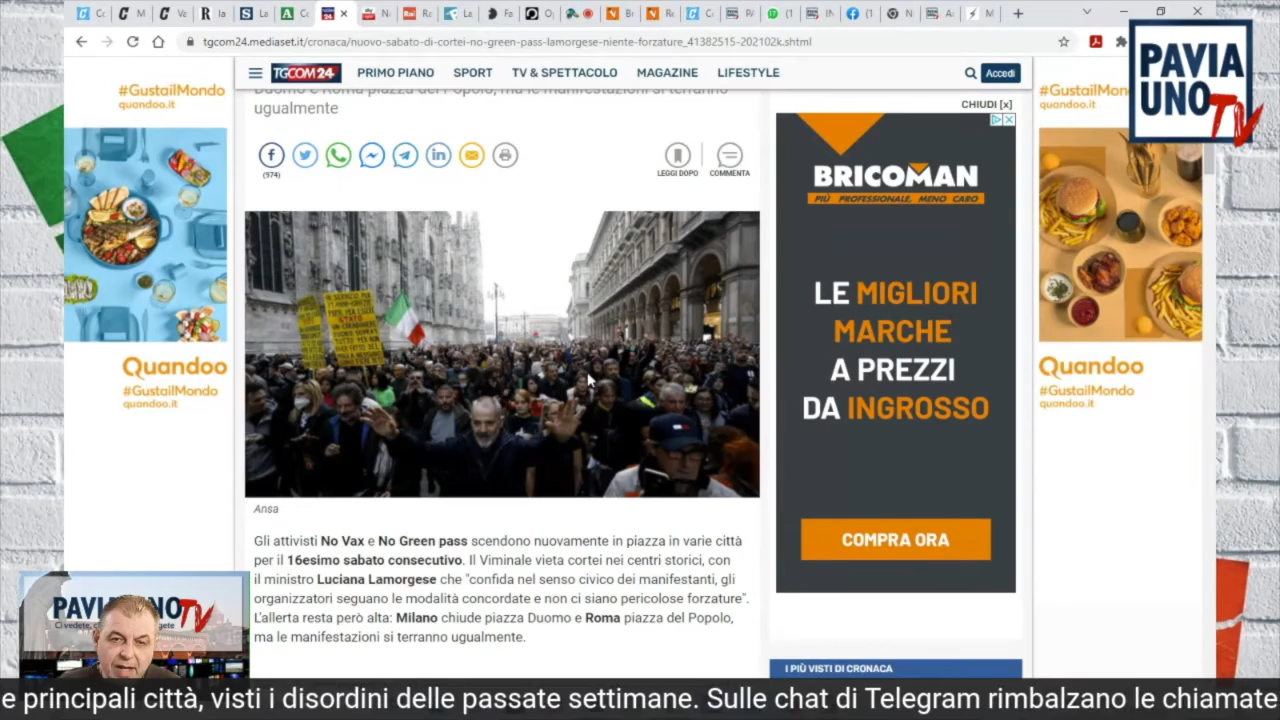 tgcom24.mediaset.it/cronaca/nuovo-sabato-di-cortei-no-green-pass-lamorgese-niente-forzature_41382515-202102k.shtml
PAVIA
UNO TV
TGCOM 24 PRIMO PIANO SPORT TV & SPETTACOLO MAGAZINE LIFESTYLE Accedi
#GustailMondo
quandoo.it
Duomo e Roma piazza del Popolo, ma le manifestazioni si terranno
ugualmente
(974)
LEGGI DOPO COMMENTA
CHIUDI [x]
BRICOMAN
PIÙ PROFESSIONALE, MENO CARO
LE MIGLIORI
MARCHE
A PREZZI
DA INGROSSO
COMPRA ORA
Quandoo
#GustailMondo
quandoo.it
#GustailMon
quandoo.it
Quandoo
#GustailMondo
quandoo.it
Ansa
Gli attivisti No Vax e No Green pass scendono nuovamente in piazza in varie città
per il 16esimo sabato consecutivo. Il Viminale vieta cortei nei centri storici, con
il ministro Luciana Lamorgese che "confida nel senso civico dei manifestanti, gli
organizzatori seguano le modalità concordate e non ci siano pericolose forzature".
L'allerta resta però alta: Milano chiude piazza Duomo e Roma piazza del Popolo,
ma le manifestazioni si terranno ugualmente.
I PIÙ VISTI DI CRONACA
PAVIA UNO TV
e principali città, visti i disordini delle passate settimane. Sulle chat di Telegram rimbalzano le chiamate